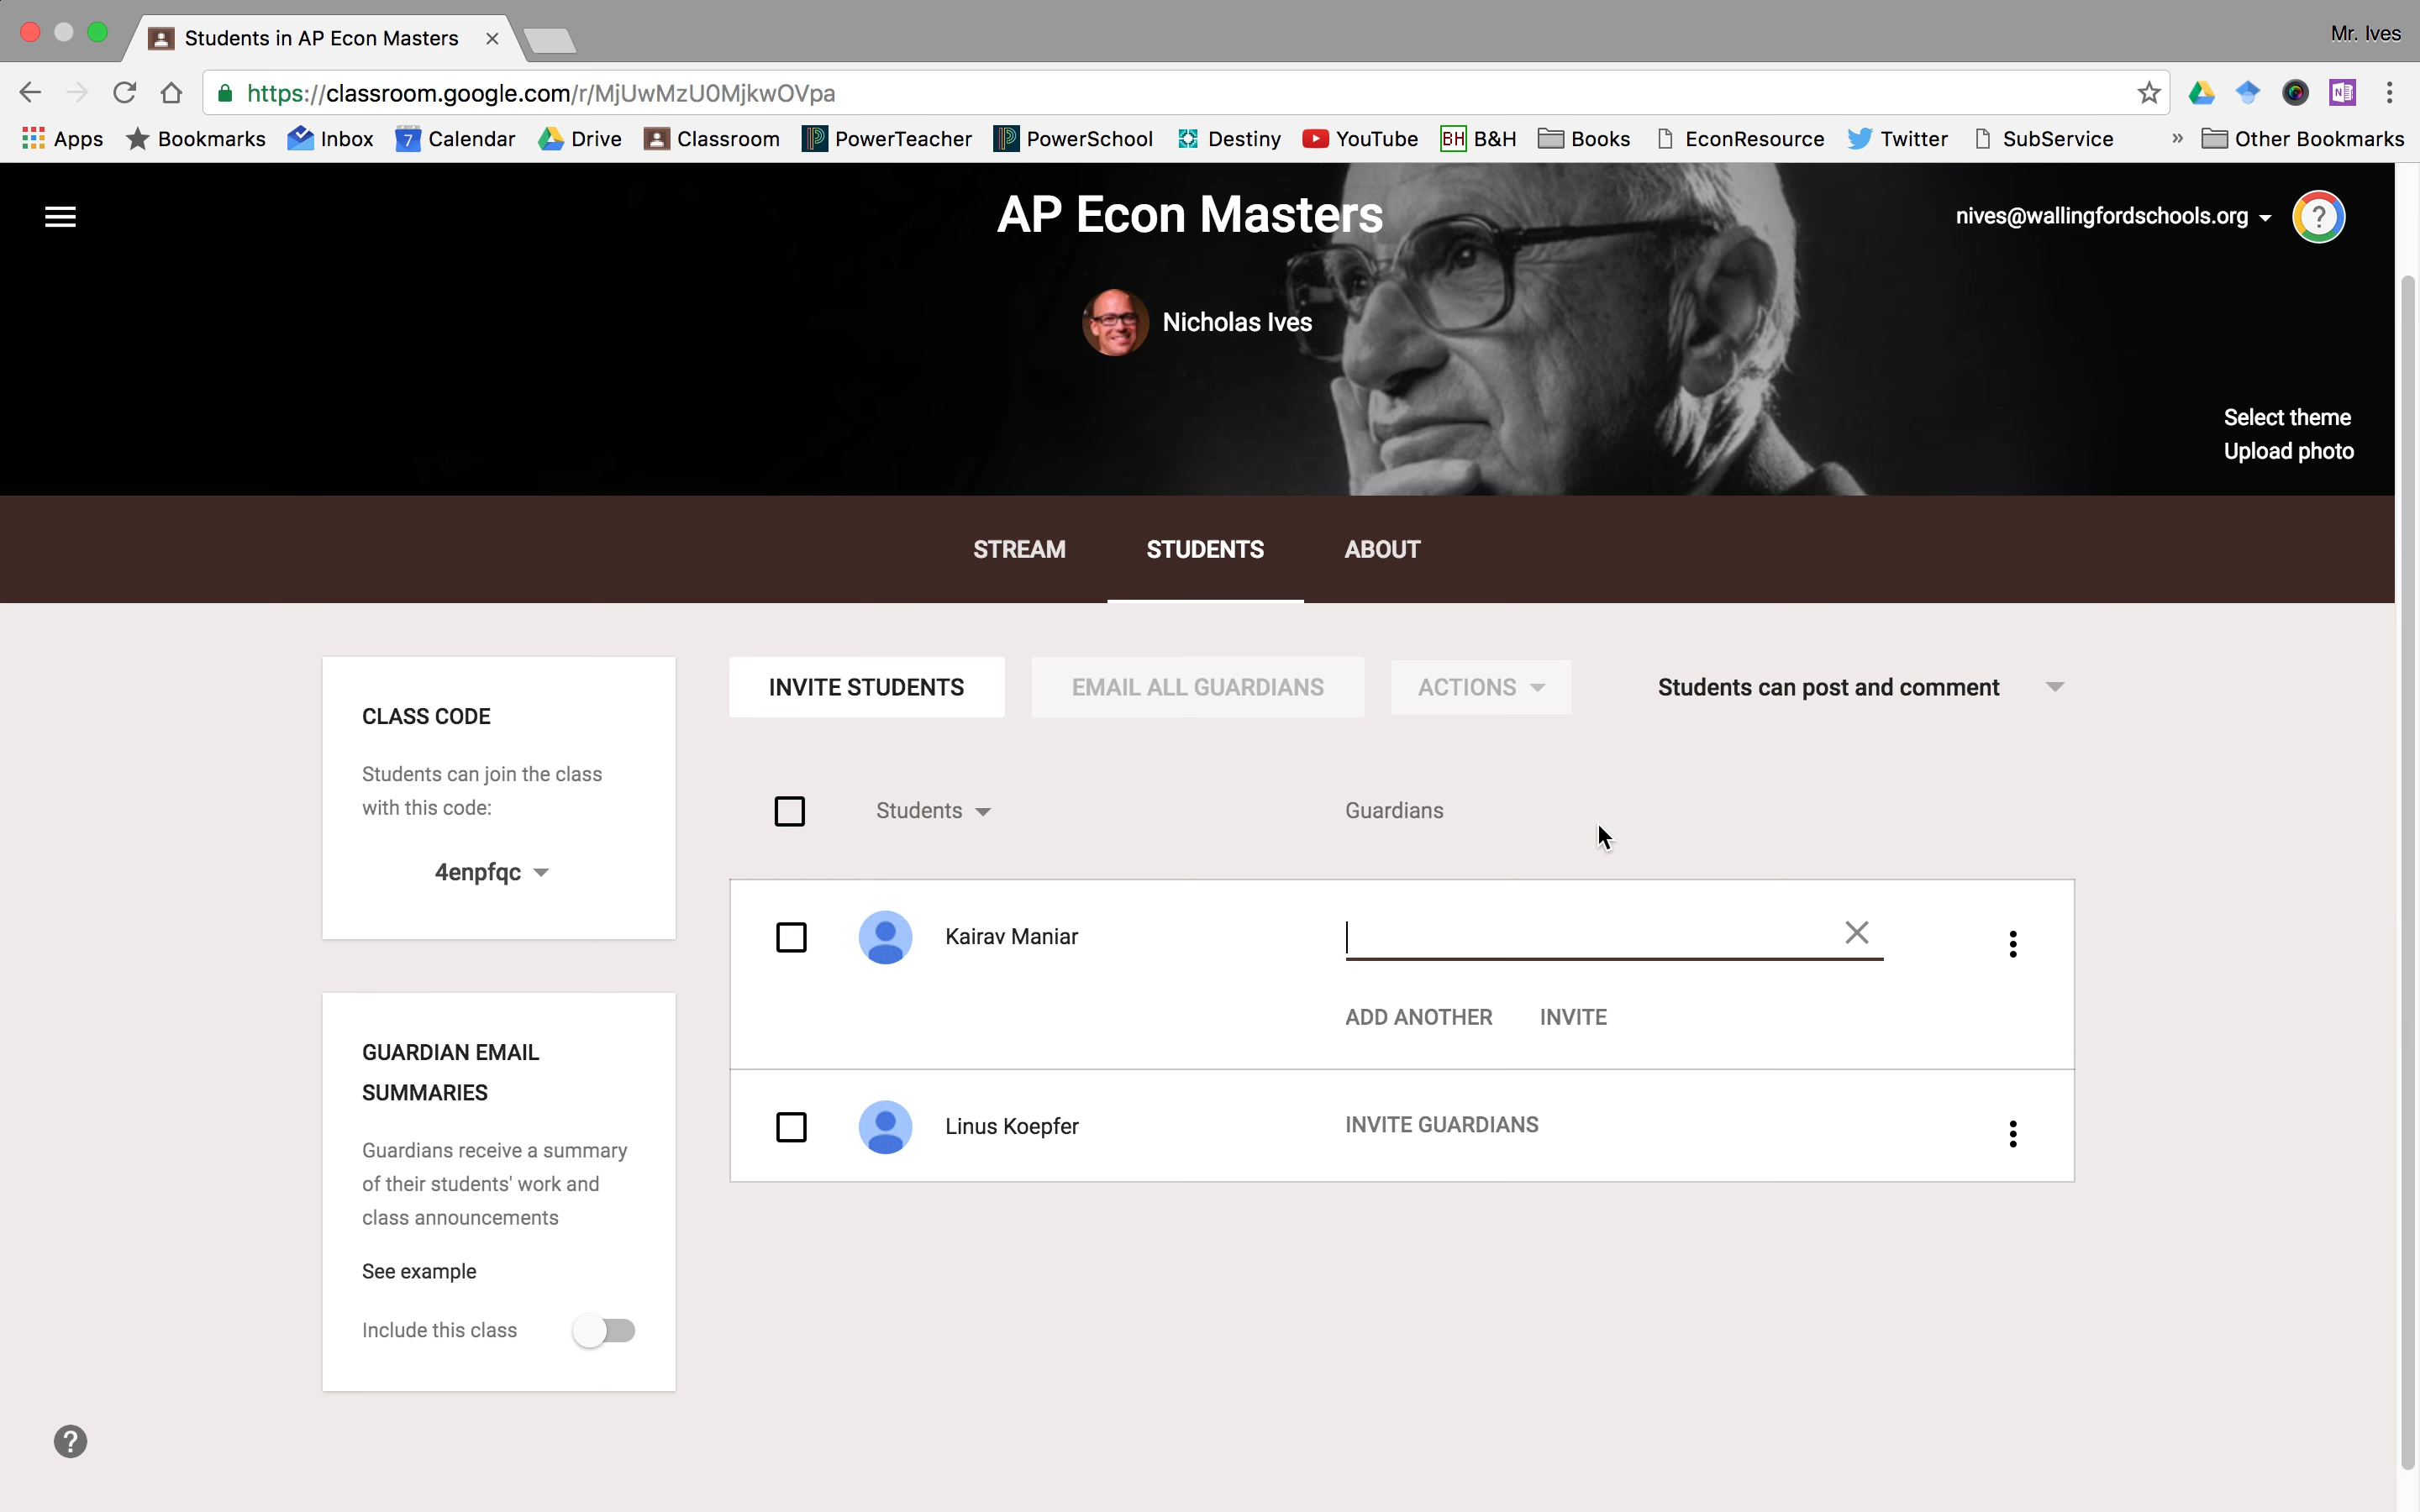 Students in AP Econ Masters
Mr. Ives
https://classroom.google.com/r/MjUwMzU0MjkwOVpa
Apps Bookmarks Inbox 7 Calendar Drive Classroom PowerTeacher PowerSchool Destiny YouTube BH B&H Books EconResource Twitter SubService » Other Bookmarks
AP Econ Masters
nives@wallingfordschools.org
Nicholas Ives
Select theme
Upload photo
STREAM STUDENTS ABOUT
CLASS CODE
Students can join the class
with this code:
4enpfqc
GUARDIAN EMAIL
SUMMARIES
Guardians receive a summary
of their students' work and
class announcements
See example
Include this class
INVITE STUDENTS EMAIL ALL GUARDIANS ACTIONS Students can post and comment
Students Guardians
Kairav Maniar
ADD ANOTHER INVITE
Linus Koepfer INVITE GUARDIANS